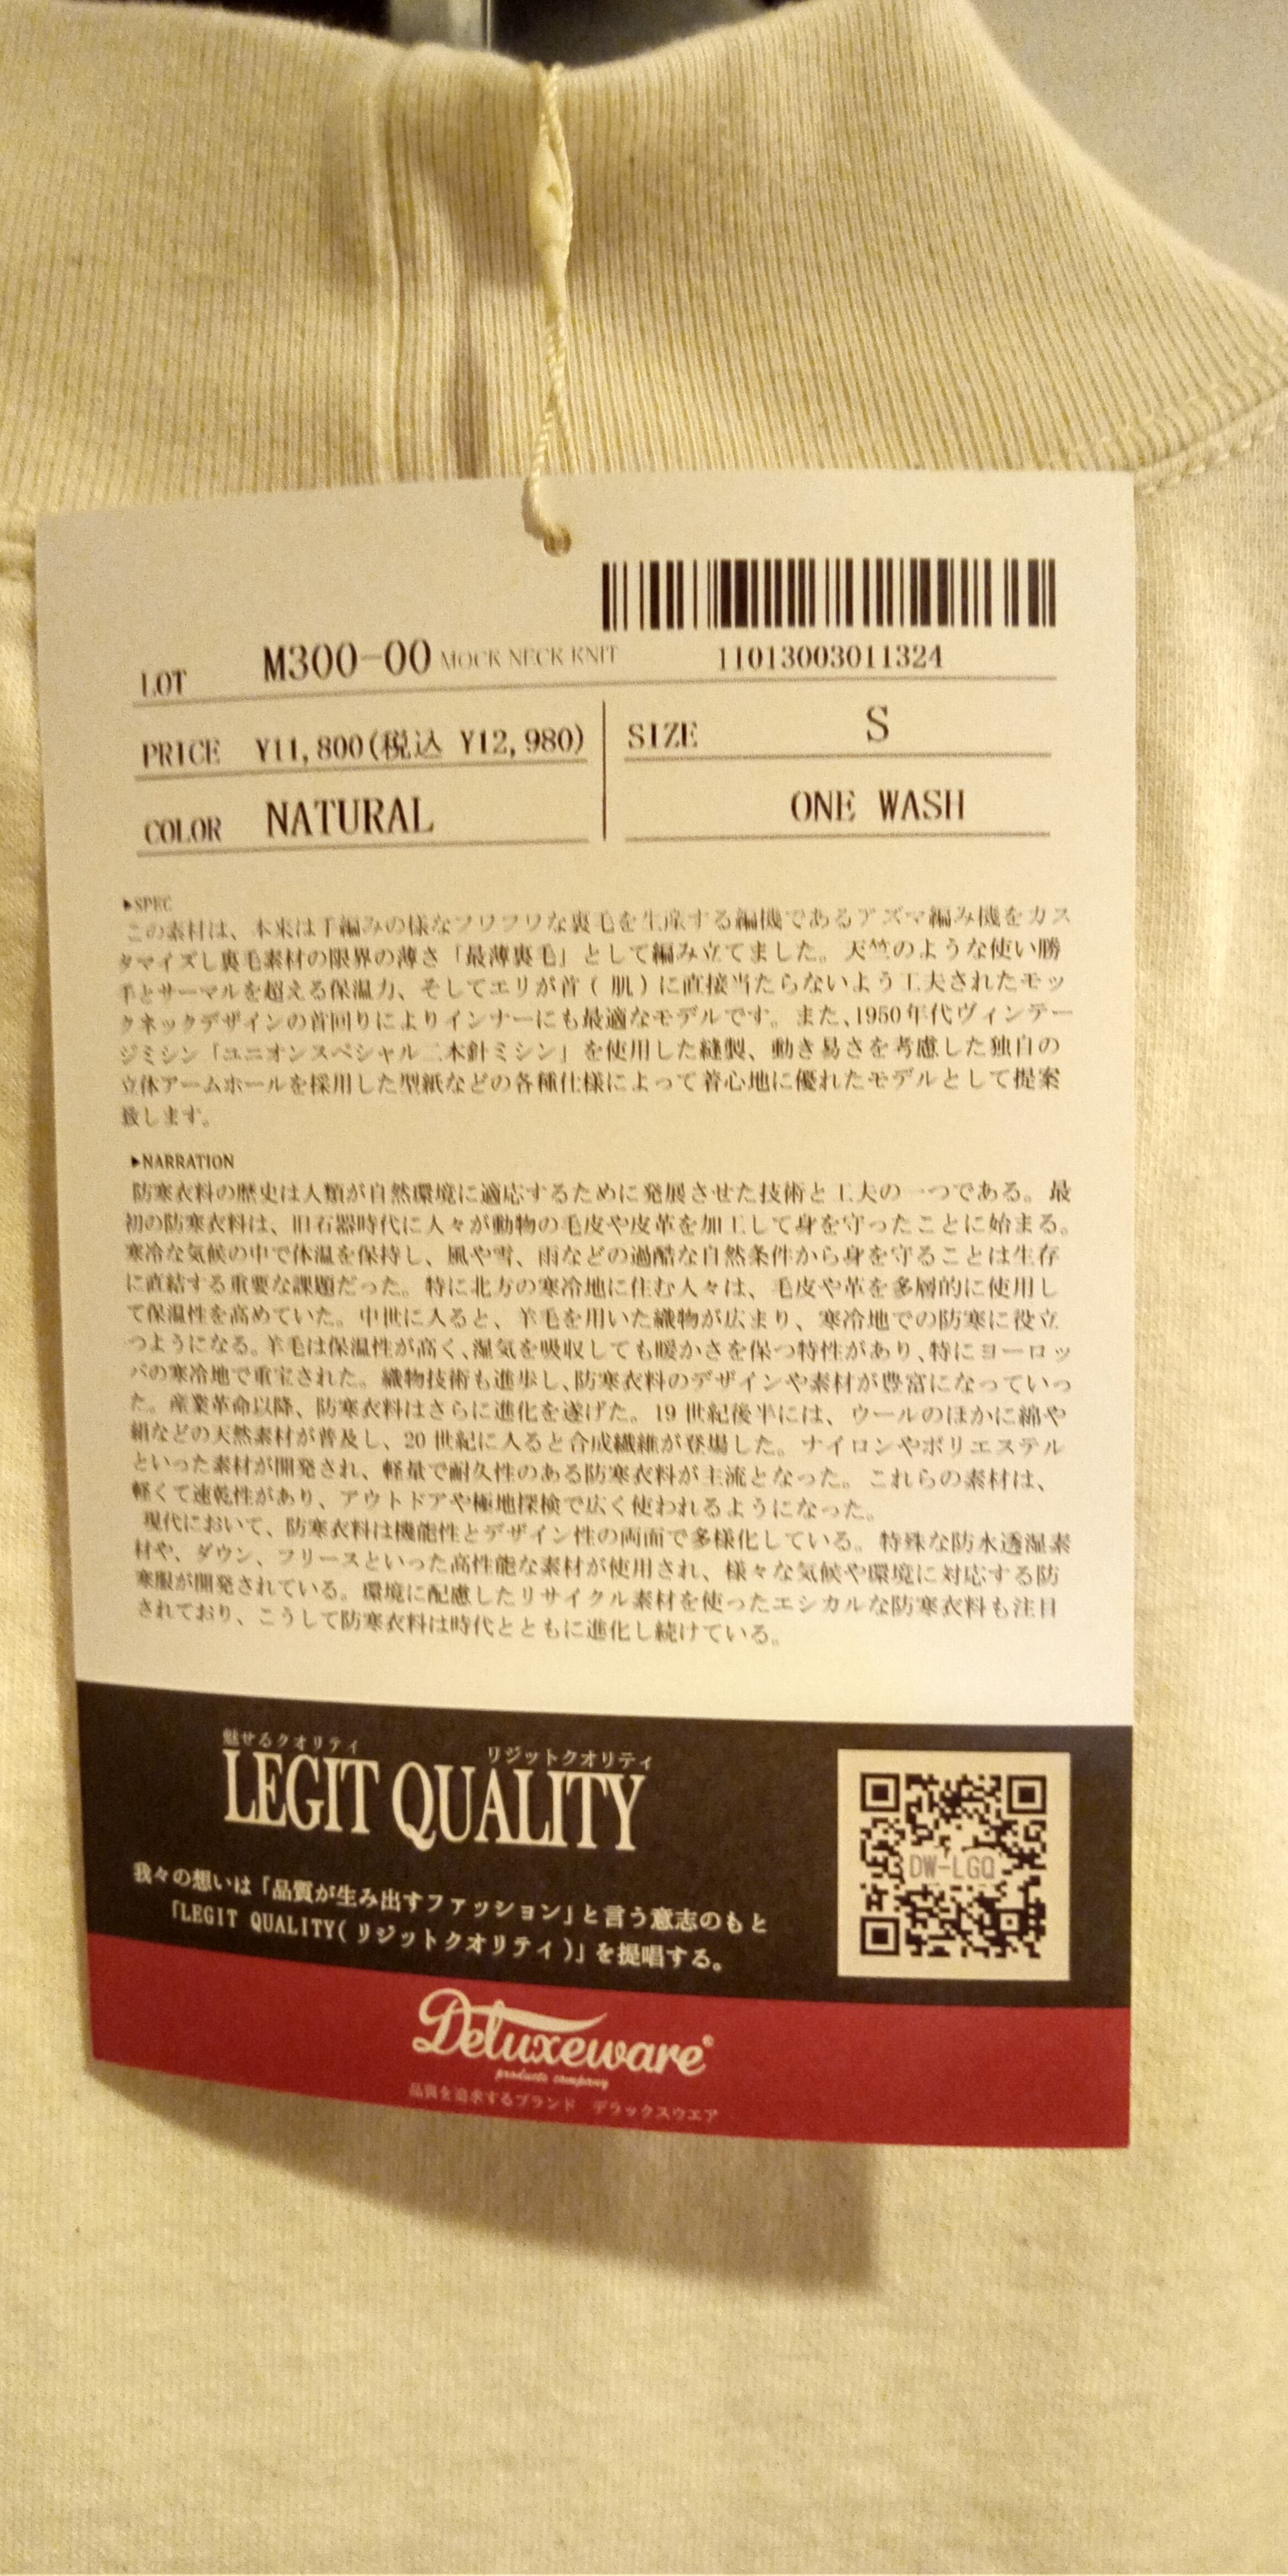 11013003011324
LOT M300-00 MOCK NECK KNIT
PRICE ¥11,800(税込 ¥12,980)
SIZE S
COLOR NATURAL
ONE WASH
▶SPEC
この素材は、本来は手編みの様なフワフワな裏毛を生産する編機であるアズマ編み機をカス
タマイズし裏毛素材の限界の薄さ「最薄裏毛」として編み立てました。天竺のような使い勝
手とサーマルを超える保温力、そしてエリが首(肌)に直接当たらないよう工夫されたモッ
クネックデザインの首回りによりインナーにも最適なモデルです。また、1950年代ヴィンテー
ジミシン「ユニオンスペシャル二本針ミシン」を使用した縫製、動き易さを考慮した独自の
立体アームホールを採用した型紙などの各種仕様によって着心地に優れたモデルとして提案
致します。
▶NARRATION
防寒衣料の歴史は人類が自然環境に適応するために発展させた技術と工夫の一つである。最
初の防寒衣料は、旧石器時代に人々が動物の毛皮や皮革を加工して身を守ったことに始まる。
寒冷な気候の中で体温を保持し、風や雪、雨などの過酷な自然条件から身を守ることは生存
に直結する重要な課題だった。特に北方の寒冷地に住む人々は、毛皮や革を多層的に使用し
て保温性を高めていた。中世に入ると、羊毛を用いた織物が広まり、寒冷地での防寒に役立
つようになる。羊毛は保温性が高く、湿気を吸収しても暖かさを保つ特性があり、特にヨーロッ
パの寒冷地で重宝された。織物技術も進歩し、防寒衣料のデザインや素材が豊富になっていっ
た。産業革命以降、防寒衣料はさらに進化を遂げた。19 世紀後半には、ウールのほかに綿や
絹などの天然素材が普及し、20 世紀に入ると合成繊維が登場した。ナイロンやポリエステル
といった素材が開発され、軽量で耐久性のある防寒衣料が主流となった。これらの素材は、
軽くて速乾性があり、アウトドアや極地探検で広く使われるようになった。
現代において、防寒衣料は機能性とデザイン性の両面で多様化している。特殊な防水透湿素
材や、ダウン、フリースといった高性能な素材が使用され、様々な気候や環境に対応する防
寒服が開発されている。環境に配慮したリサイクル素材を使ったエシカルな防寒衣料も注目
されており、こうして防寒衣料は時代とともに進化し続けている。
魅せるクオリティ リジットクオリティ
LEGIT QUALITY
我々の想いは「品質が生み出すファッション」と言う意志のもと
「LEGIT QUALITY(リジットクオリティ)」を提唱する。
DW-LGQ
Deluxeware®
products company
品質を追求するブランド デラックスウエア